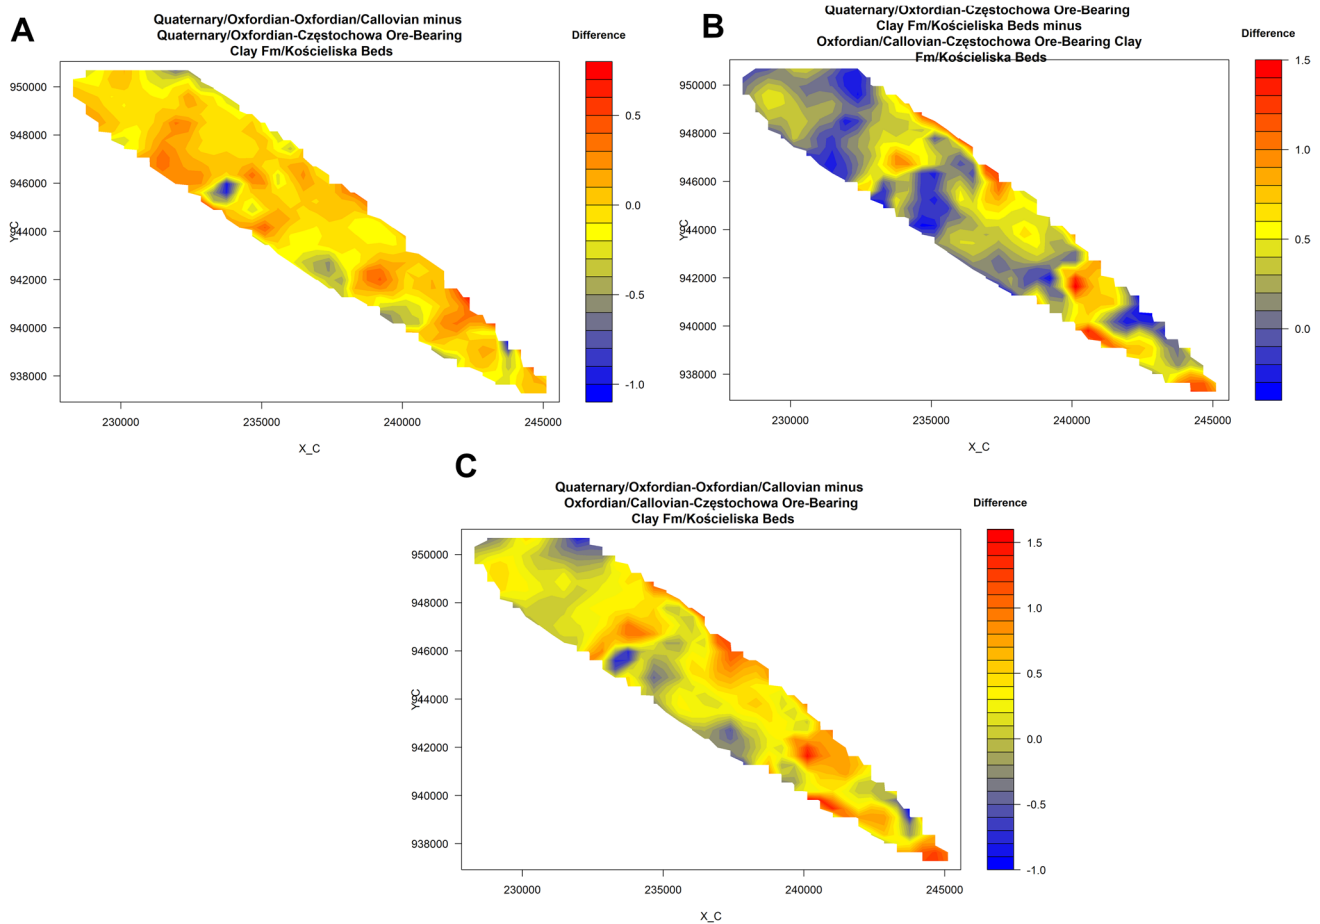 A
Quaternary/Oxfordian-Oxfordian/Callovian minus
Quaternary/Oxfordian-Częstochowa Ore-Bearing
Clay Fm/Kościeliska Beds
Difference
950000
948000
946000
944000
942000
940000
938000
Y_C
230000
235000
240000
245000
X_C
0.5
0.0
-0.5
-1.0
B
Quaternary/Oxfordian-Częstochowa Ore-Bearing
Clay Fm/Kościeliska Beds minus
Oxfordian/Callovian-Częstochowa Ore-Bearing Clay
Fm/Kościeliska Beds
Difference
950000
948000
946000
944000
942000
940000
938000
Y_C
230000
235000
240000
245000
X_C
1.5
1.0
0.5
0.0
C
Quaternary/Oxfordian-Oxfordian/Callovian minus
Oxfordian/Callovian-Częstochowa Ore-Bearing
Clay Fm/Kościeliska Beds
Difference
950000
948000
946000
944000
942000
940000
938000
Y_C
230000
235000
240000
245000
X_C
1.5
1.0
0.5
0.0
-0.5
-1.0